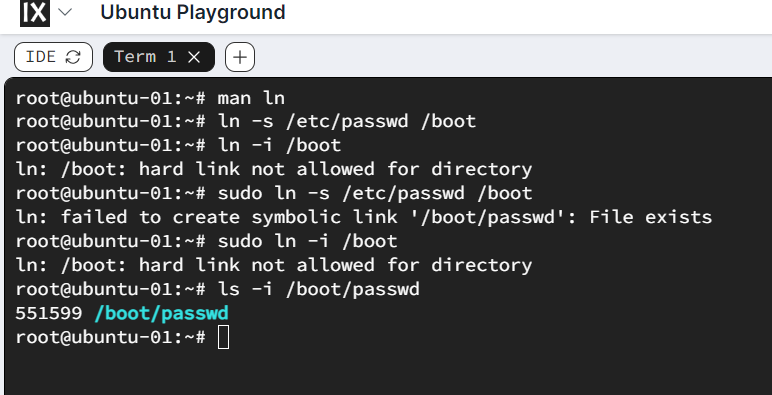 IX Ubuntu Playground
IDE Term 1 × +
root@ubuntu-01:~# man ln
root@ubuntu-01:~# ln -s /etc/passwd /boot
root@ubuntu-01:~# ln -i /boot
ln: /boot: hard link not allowed for directory
root@ubuntu-01:~# sudo ln -s /etc/passwd /boot
ln: failed to create symbolic link '/boot/passwd': File exists
root@ubuntu-01:~# sudo ln -i /boot
ln: /boot: hard link not allowed for directory
root@ubuntu-01:~# ls -i /boot/passwd
551599 /boot/passwd
root@ubuntu-01:~#